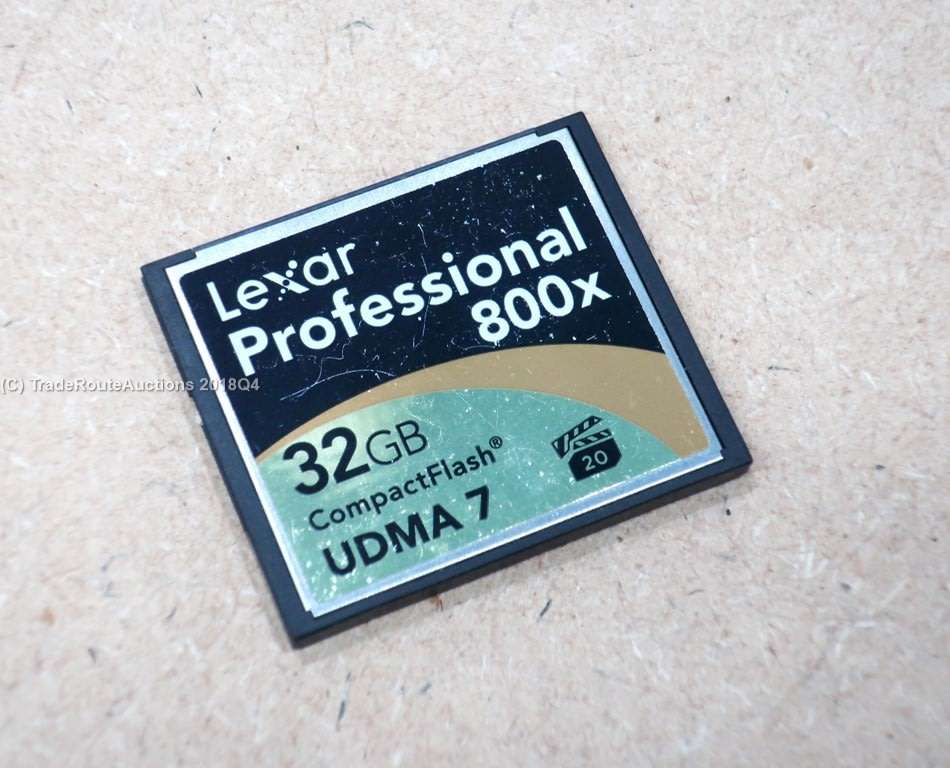 Lexar
Professional
800x
(C) TradeRouteAuctions 2018Q4
32GB
CompactFlash®
20
UDMA 7